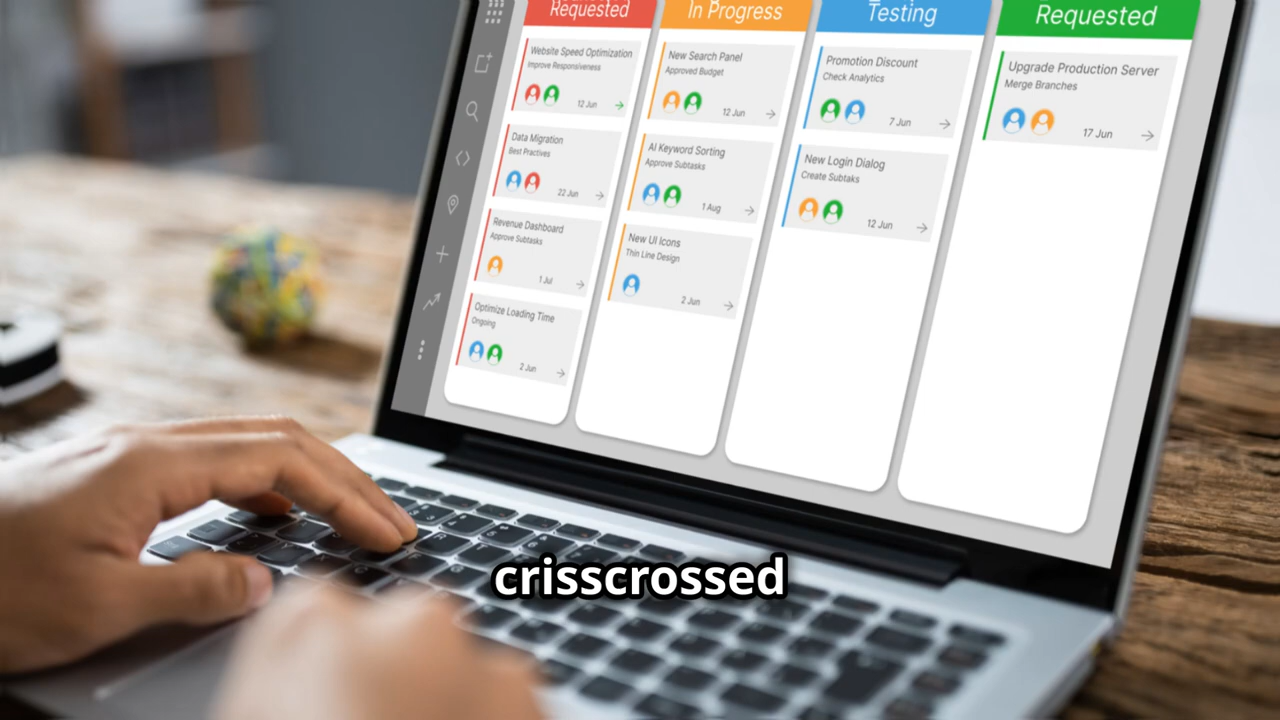 Requested
Website Speed Optimization
Improve Responsiveness
12 Jun
Data Migration
Best Practives
22 Jun
Revenue Dashboard
Approve Subtasks
1 Jul
Optimize Loading Time
Ongoing
2 Jun
In Progress
New Search Panel
Approved Budget
12 Jun
AI Keyword Sorting
Approve Subtasks
1 Aug
New UI Icons
Thin Line Design
2 Jun
Testing
Promotion Discount
Check Analytics
7 Jun
New Login Dialog
Create Subtaks
12 Jun
Requested
Upgrade Production Server
Merge Branches
17 Jun
crisscrossed